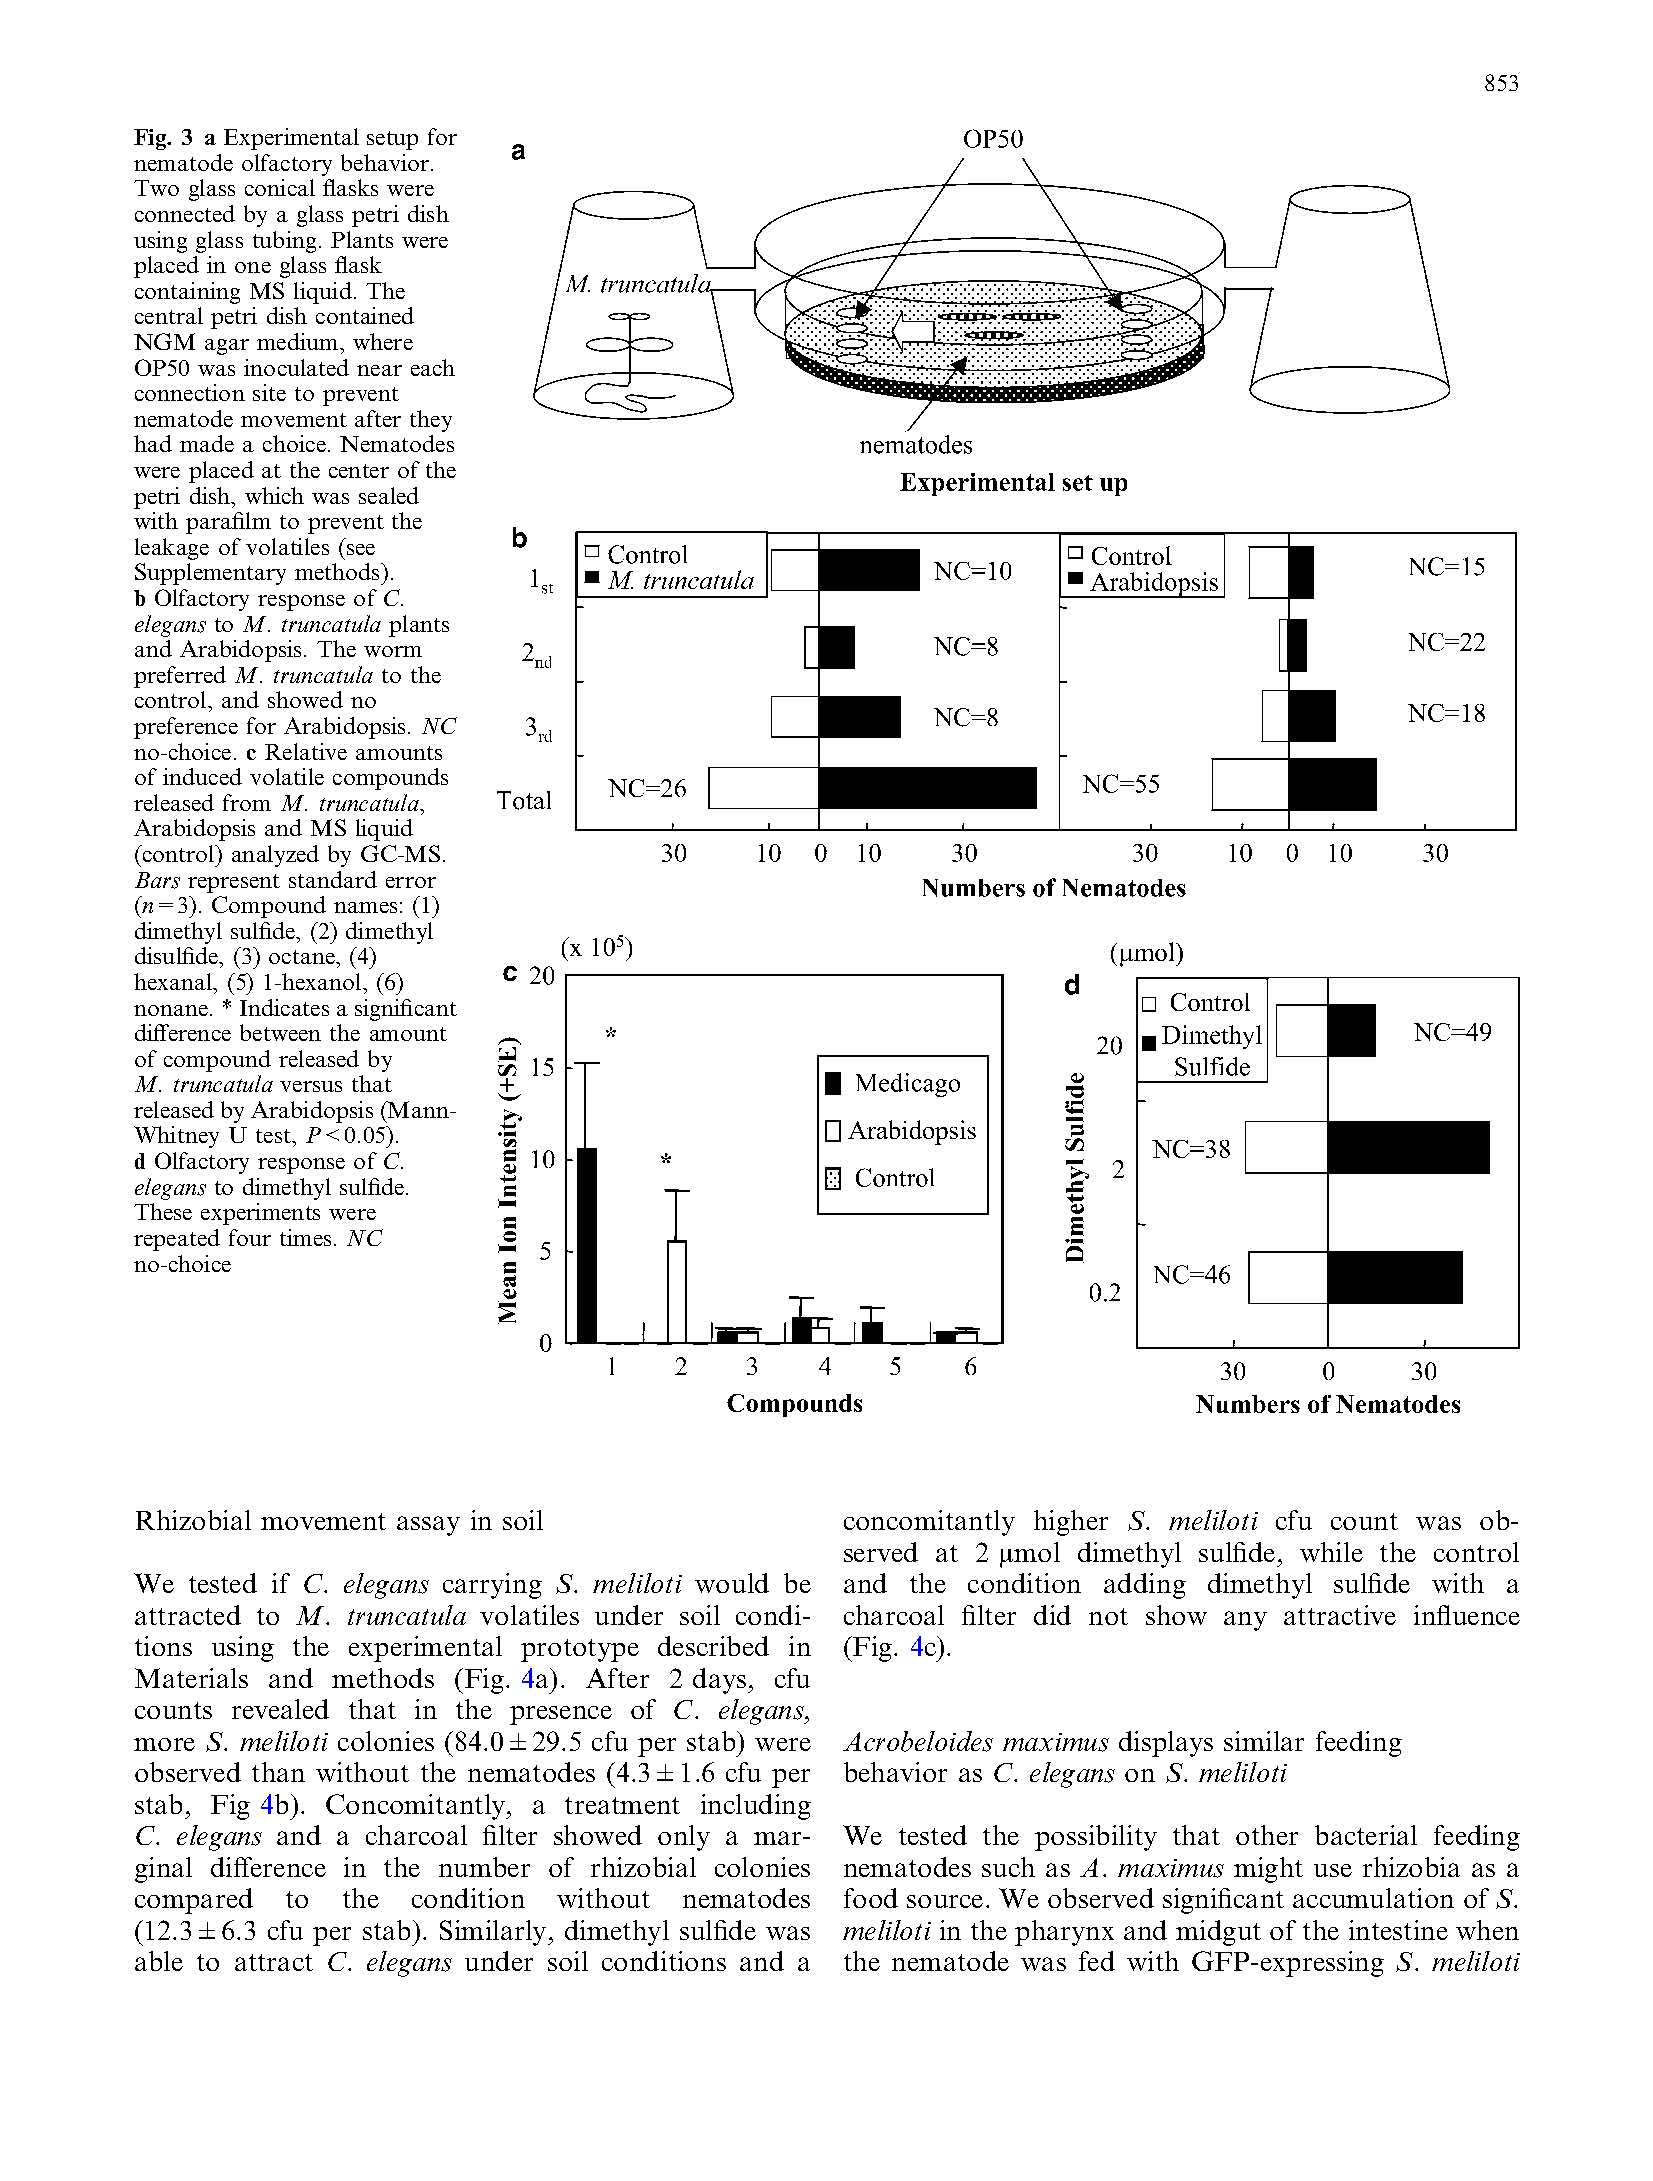 853
Fig. 3 a Experimental setup for
nematode olfactory behavior.
Two glass conical flasks were
connected by a glass petri dish
using glass tubing. Plants were
placed in one glass flask
containing MS liquid. The
central petri dish contained
NGM agar medium, where
OP50 was inoculated near each
connection site to prevent
nematode movement after they
had made a choice. Nematodes
were placed at the center of the
petri dish, which was sealed
with parafilm to prevent the
leakage of volatiles (see
Supplementary methods).
b Olfactory response of C.
elegans to M. truncatula plants
and Arabidopsis. The worm
preferred M. truncatula to the
control, and showed no
preference for Arabidopsis. NC
no-choice. c Relative amounts
of induced volatile compounds
released from M. truncatula,
Arabidopsis and MS liquid
(control) analyzed by GC-MS.
Bars represent standard error
(n = 3). Compound names: (1)
dimethyl sulfide, (2) dimethyl
disulfide, (3) octane, (4)
hexanal, (5) 1-hexanol, (6)
nonane. * Indicates a significant
difference between the amount
of compound released by
M. truncatula versus that
released by Arabidopsis (Mann-
Whitney U test, P < 0.05).
d Olfactory response of C.
elegans to dimethyl sulfide.
These experiments were
repeated four times. NC
no-choice
a
OP50
M. truncatula
nematodes
Experimental set up
b
Control
M. truncatula
1st
NC=10
2nd
NC=8
3rd
NC=8
Total
NC=26
Control
Arabidopsis
NC=15
NC=22
NC=18
NC=55
30 10 0 10 30
30 10 0 10 30
Numbers of Nematodes
c
(x 10⁵)
20
15
10
5
0
Mean Ion Intensity (+SE)
*
*
Medicago
Arabidopsis
Control
1 2 3 4 5 6
Compounds
d
(µmol)
Control
Dimethyl
Sulfide
20
2
0.2
Dimethyl Sulfide
NC=49
NC=38
NC=46
30 0 30
Numbers of Nematodes
Rhizobial movement assay in soil
We tested if C. elegans carrying S. meliloti would be
attracted to M. truncatula volatiles under soil condi-
tions using the experimental prototype described in
Materials and methods (Fig. 4a). After 2 days, cfu
counts revealed that in the presence of C. elegans,
more S. meliloti colonies (84.0 ± 29.5 cfu per stab) were
observed than without the nematodes (4.3 ± 1.6 cfu per
stab, Fig 4b). Concomitantly, a treatment including
C. elegans and a charcoal filter showed only a mar-
ginal difference in the number of rhizobial colonies
compared to the condition without nematodes
(12.3 ± 6.3 cfu per stab). Similarly, dimethyl sulfide was
able to attract C. elegans under soil conditions and a
concomitantly higher S. meliloti cfu count was ob-
served at 2 µmol dimethyl sulfide, while the control
and the condition adding dimethyl sulfide with a
charcoal filter did not show any attractive influence
(Fig. 4c).
Acrobeloides maximus displays similar feeding
behavior as C. elegans on S. meliloti
We tested the possibility that other bacterial feeding
nematodes such as A. maximus might use rhizobia as a
food source. We observed significant accumulation of S.
meliloti in the pharynx and midgut of the intestine when
the nematode was fed with GFP-expressing S. meliloti